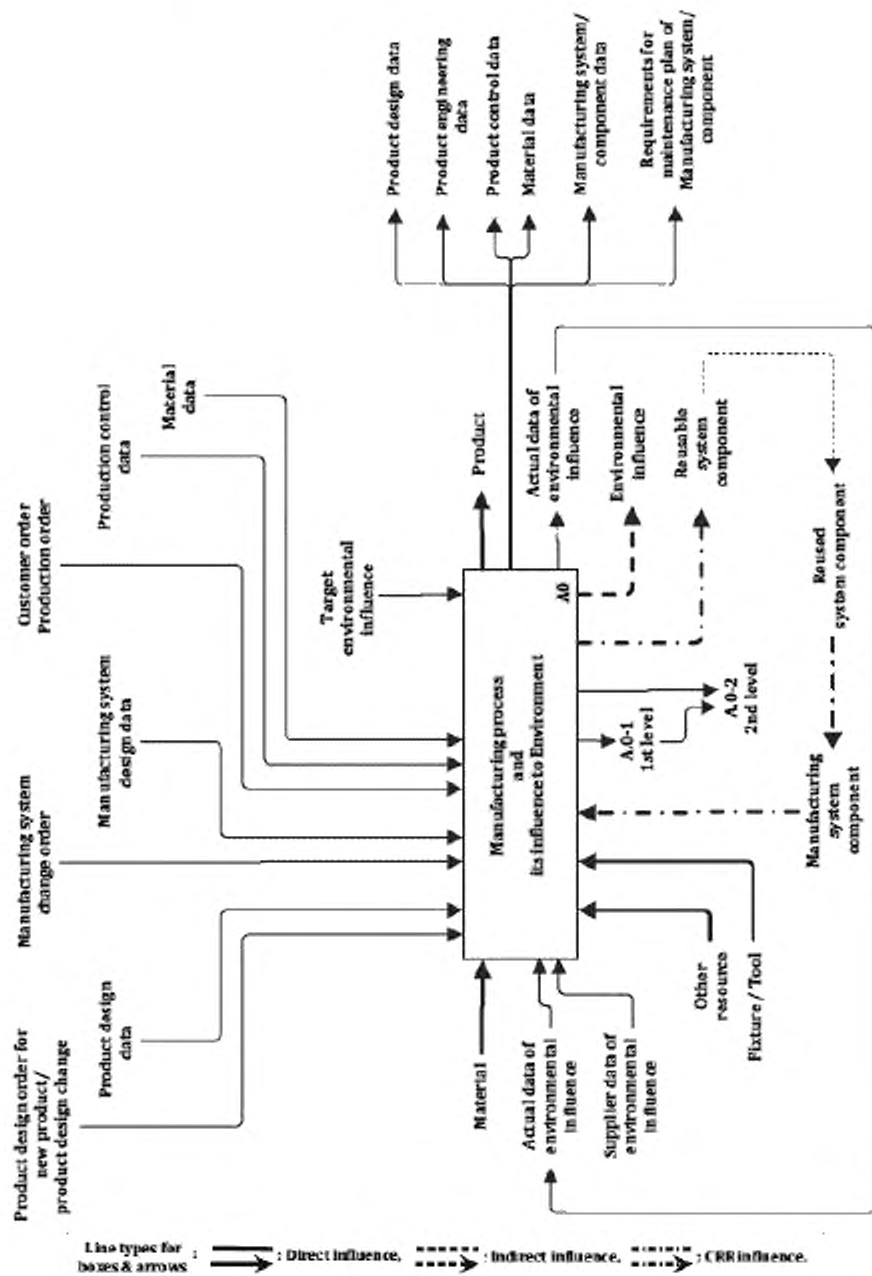 Product design order for
new product/
product design change
Product design
data
Manufacturing system
change order
Manufacturing system
design data
Customer order
Production order
Production control
data
Material
data
Target
environmental
influence
Material
Actual data of
environmental
influence
Supplier data of
environmental
influence
Manufacturing process
and
its influence to Environment
A0
Product
Actual data of
environmental
influence
Environmental
influence
Reusable
system
component
Product design data
Product engineering
data
Product control data
Material data
Manufacturing system/
component data
Requirements for
maintenance plan of
Manufacturing system/
component
Other
resource
Fixture / Tool
A.0-1
1st level
A.0-2
2nd level
Manufacturing
system
component
Reused
system component
Line types for
boxes & arrows : : Direct influence, : Indirect influence, : CRR influence.